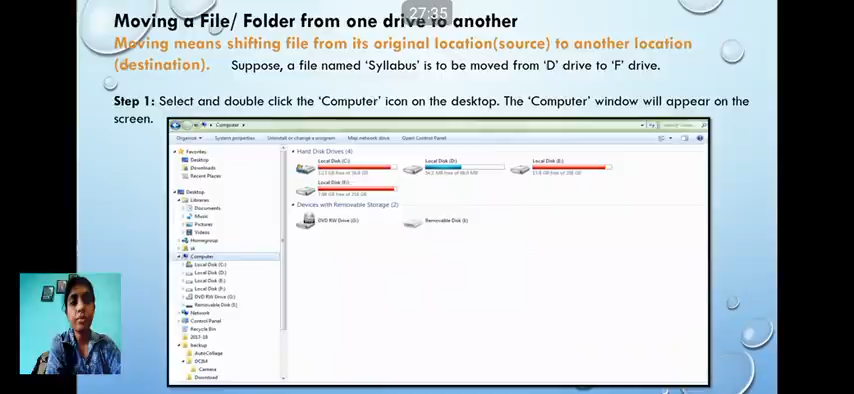 27:35
Moving a File/ Folder from one drive to another
Moving means shifting file from its original location(source) to another location
(destination). Suppose, a file named ‘Syllabus’ is to be moved from ‘D’ drive to ‘F’ drive.
Step 1: Select and double click the ‘Computer’ icon on the desktop. The ‘Computer’ window will appear on the
screen.
Computer
Organize System properties Uninstall or change a program Map network drive Open Control Panel
Favorites
Desktop
Downloads
Recent Places
Desktop
Libraries
Documents
Music
Pictures
Videos
Homegroup
sk
Computer
Local Disk (C:)
Local Disk (D:)
Local Disk (E:)
Local Disk (F:)
DVD RW Drive (G:)
Removable Disk (I:)
Network
Control Panel
Recycle Bin
2017-18
backup
AutoCollage
DCIM
Camera
Download
Hard Disk Drives (4)
Local Disk (C:) Local Disk (D:) Local Disk (E:)
Local Disk (F:)
Devices with Removable Storage (2)
DVD RW Drive (G:) Removable Disk (I:)